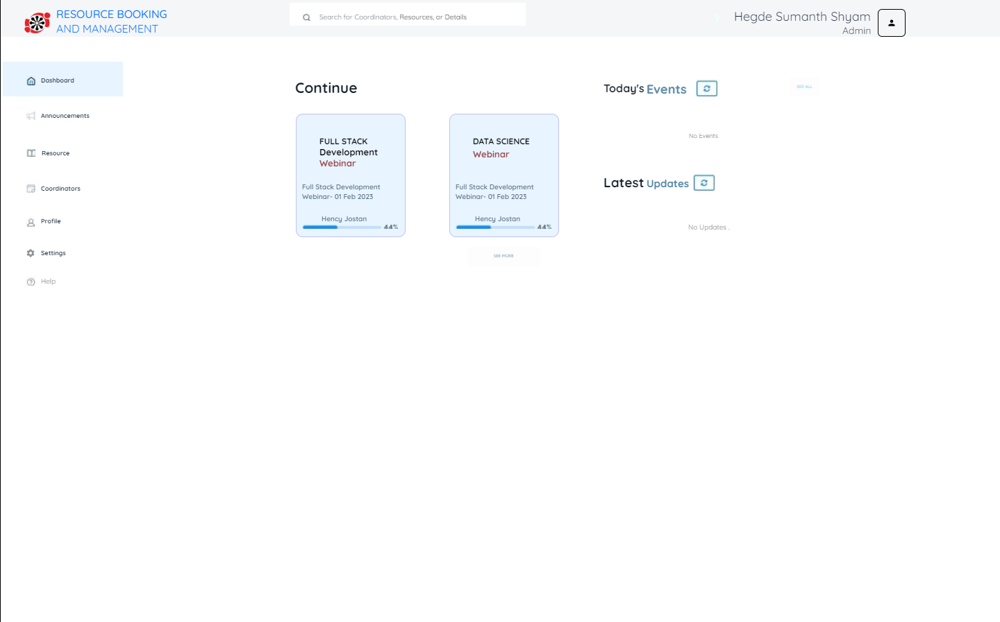 RESOURCE BOOKING
AND MANAGEMENT
Search for Coordinators, Resources, or Details
Hegde Sumanth Shyam
Admin
Dashboard
Announcements
Resource
Coordinators
Profile
Settings
Help
Continue
FULL STACK
Development
Webinar
Full Stack Development
Webinar- 01 Feb 2023
Hency Jostan
44%
DATA SCIENCE
Webinar
Full Stack Development
Webinar- 01 Feb 2023
Hency Jostan
44%
SEE MORE
Today's Events
SEE ALL
No Events
Latest Updates
No Updates .